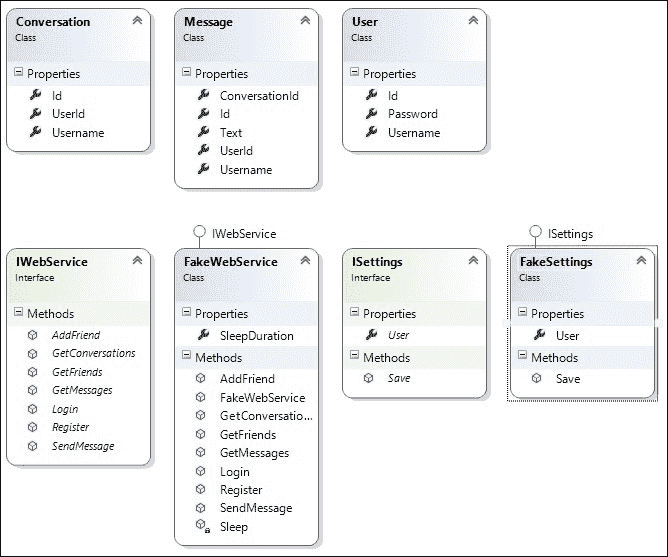 Conversation
Class
Properties
Id
UserId
Username
Message
Class
Properties
ConversationId
Id
Text
UserId
Username
User
Class
Properties
Id
Password
Username
IWebService
Interface
Methods
AddFriend
GetConversations
GetFriends
GetMessages
Login
Register
SendMessage
IWebService
FakeWebService
Class
Properties
SleepDuration
Methods
AddFriend
FakeWebService
GetConversatio...
GetFriends
GetMessages
Login
Register
SendMessage
Sleep
ISettings
Interface
Properties
User
Methods
Save
ISettings
FakeSettings
Class
Properties
User
Methods
Save